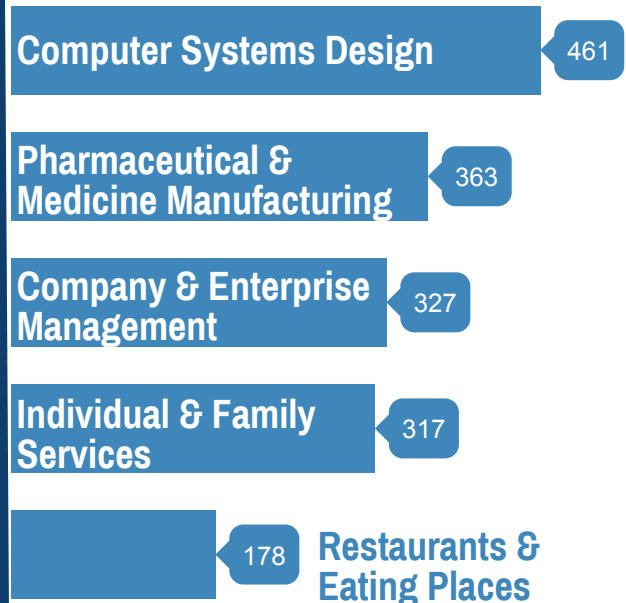 Computer Systems Design
461
Pharmaceutical &
Medicine Manufacturing
363
Company & Enterprise
Management
327
Individual & Family
Services
317
178
Restaurants &
Eating Places